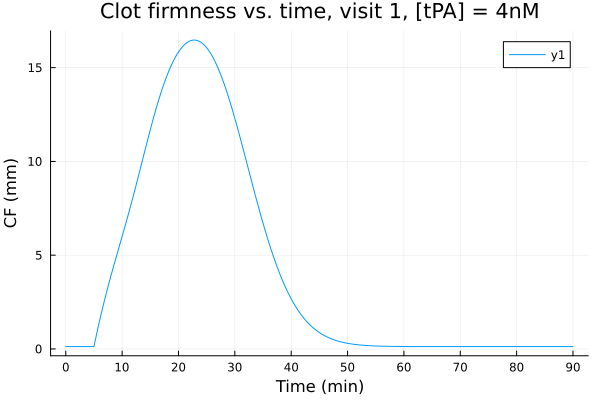 Clot firmness vs. time, visit 1, [tPA] = 4nM
y1
CF (mm)
15
10
5
0
0 10 20 30 40 50 60 70 80 90
Time (min)